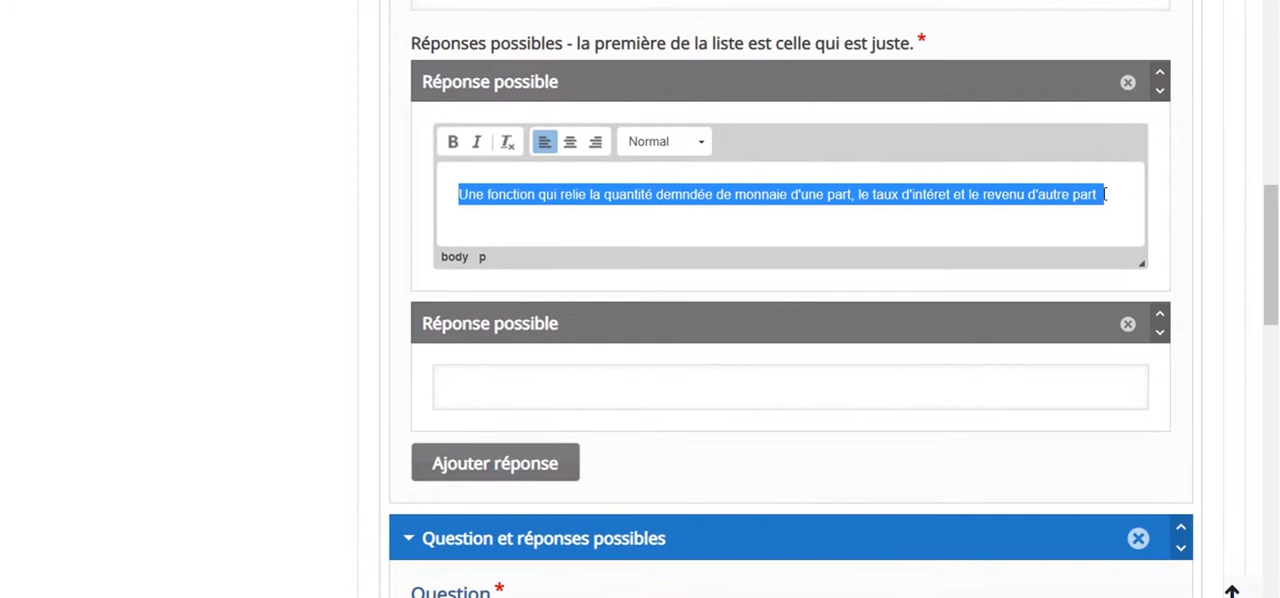 Réponses possibles - la première de la liste est celle qui est juste. *
Réponse possible
B I Tx Normal
Une fonction qui relie la quantité demndée de monnaie d'une part, le taux d'intéret et le revenu d'autre part
body p
Réponse possible
Ajouter réponse
Question et réponses possibles
Question *